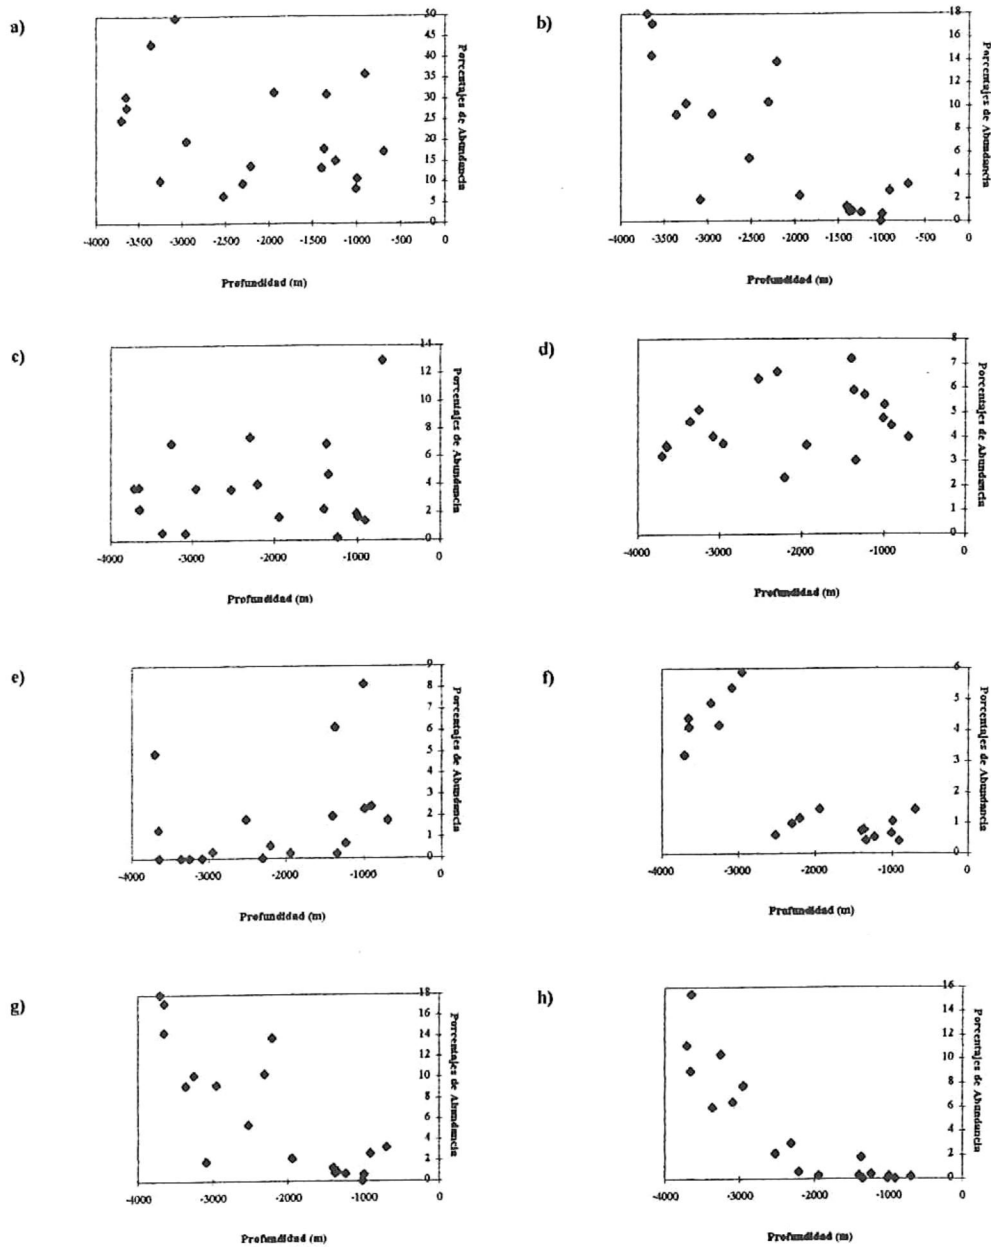 a)
50
45
40
35
30
25
20
15
10
5
0
Porcentajes de Abundancia
-4000 -3500 -3000 -2500 -2000 -1500 -1000 -500 0
Profundidad (m)
b)
18
16
14
12
10
8
6
4
2
0
Porcentajes de Abundancia
-4000 -3500 -3000 -2500 -2000 -1500 -1000 -500 0
Profundidad (m)
c)
14
12
10
8
6
4
2
0
Porcentajes de Abundancia
-4000 -3000 -2000 -1000 0
Profundidad (m)
d)
8
7
6
5
4
3
2
1
0
Porcentajes de Abundancia
-4000 -3000 -2000 -1000 0
Profundidad (m)
e)
9
8
7
6
5
4
3
2
1
0
Porcentajes de Abundancia
-4000 -3000 -2000 -1000 0
Profundidad (m)
f)
6
5
4
3
2
1
0
Porcentajes de Abundancia
-4000 -3000 -2000 -1000 0
Profundidad (m)
g)
18
16
14
12
10
8
6
4
2
0
Porcentajes de Abundancia
-4000 -3000 -2000 -1000 0
Profundidad (m)
h)
16
14
12
10
8
6
4
2
0
Porcentajes de Abundancia
-4000 -3000 -2000 -1000 0
Profundidad (m)